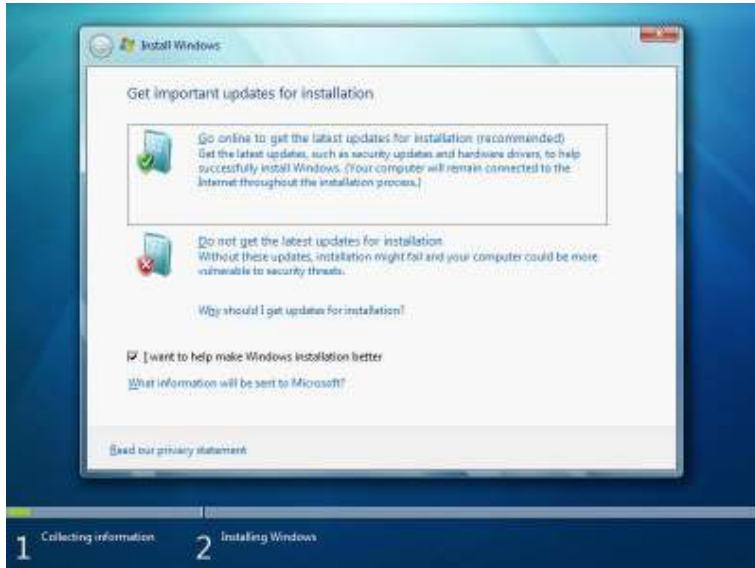 Install Windows
Get important updates for installation
Go online to get the latest updates for installation (recommended)
Get the latest updates, such as security updates and hardware drivers, to help
successfully install Windows. (Your computer will remain connected to the
Internet throughout the installation process.)
Do not get the latest updates for installation
Without these updates, installation might fail and your computer could be more
vulnerable to security threats.
Why should I get updates for installation?
I want to help make Windows installation better
What information will be sent to Microsoft?
Read our privacy statement
1 Collecting information
2 Installing Windows